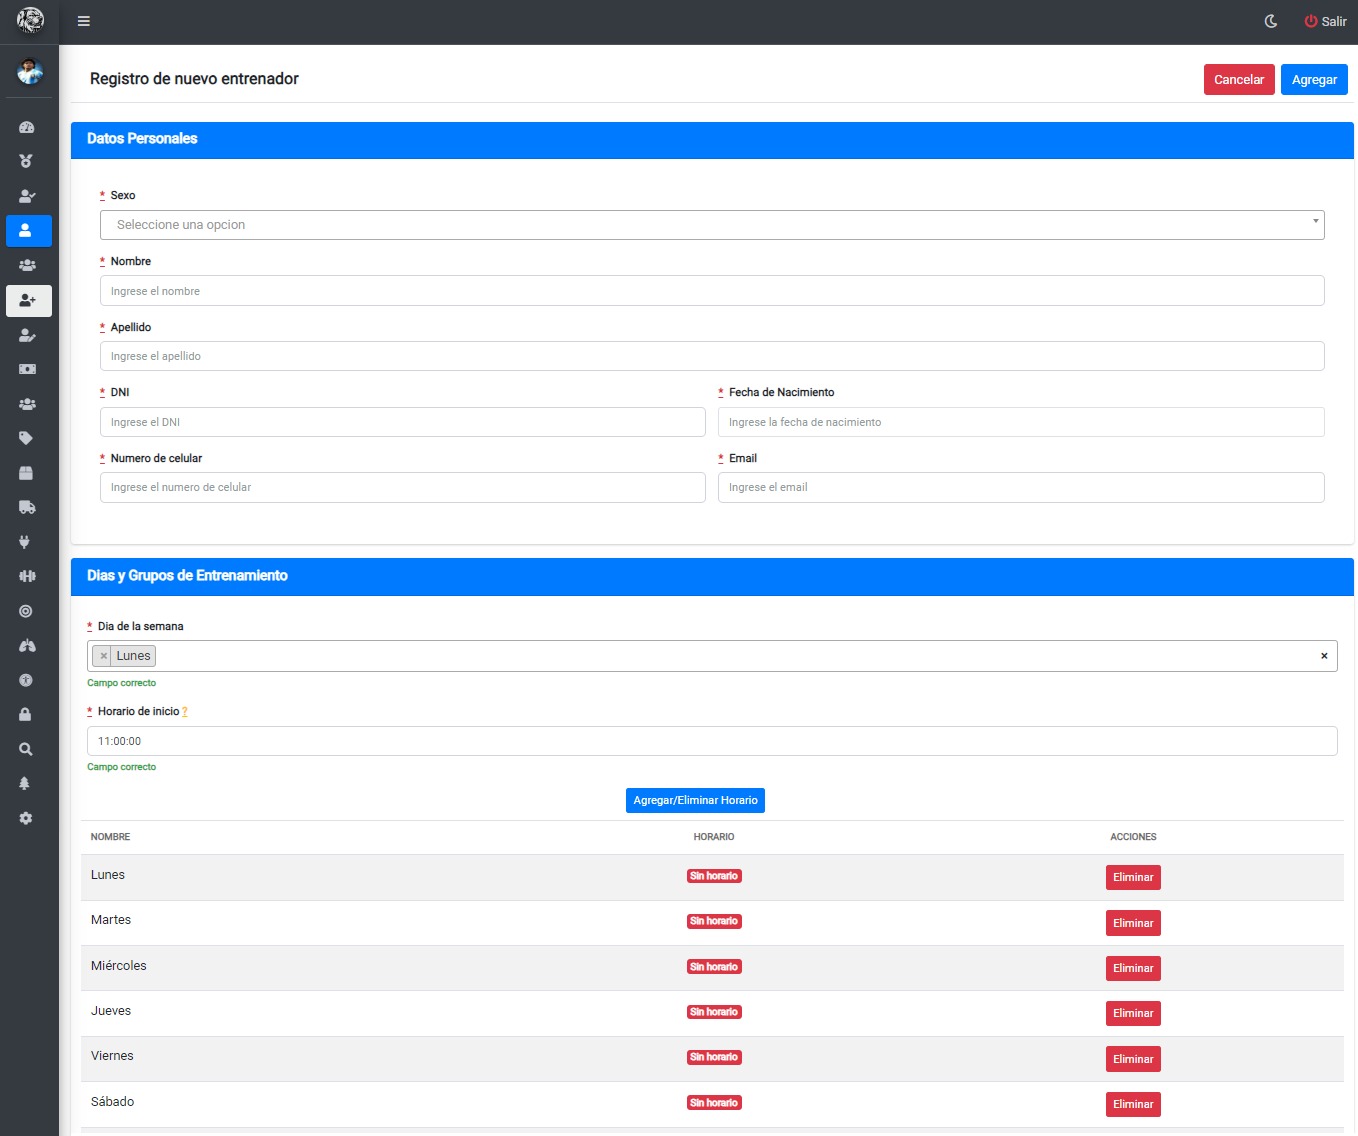 Salir
Registro de nuevo entrenador
Cancelar
Agregar
Datos Personales
* Sexo
Seleccione una opcion
* Nombre
Ingrese el nombre
* Apellido
Ingrese el apellido
* DNI
* Fecha de Nacimiento
Ingrese el DNI
Ingrese la fecha de nacimiento
* Numero de celular
* Email
Ingrese el numero de celular
Ingrese el email
Dias y Grupos de Entrenamiento
* Dia de la semana
× Lunes ×
Campo correcto
* Horario de inicio ?
11:00:00
Campo correcto
Agregar/Eliminar Horario
NOMBRE HORARIO ACCIONES
Lunes Sin horario Eliminar
Martes Sin horario Eliminar
Miércoles Sin horario Eliminar
Jueves Sin horario Eliminar
Viernes Sin horario Eliminar
Sábado Sin horario Eliminar